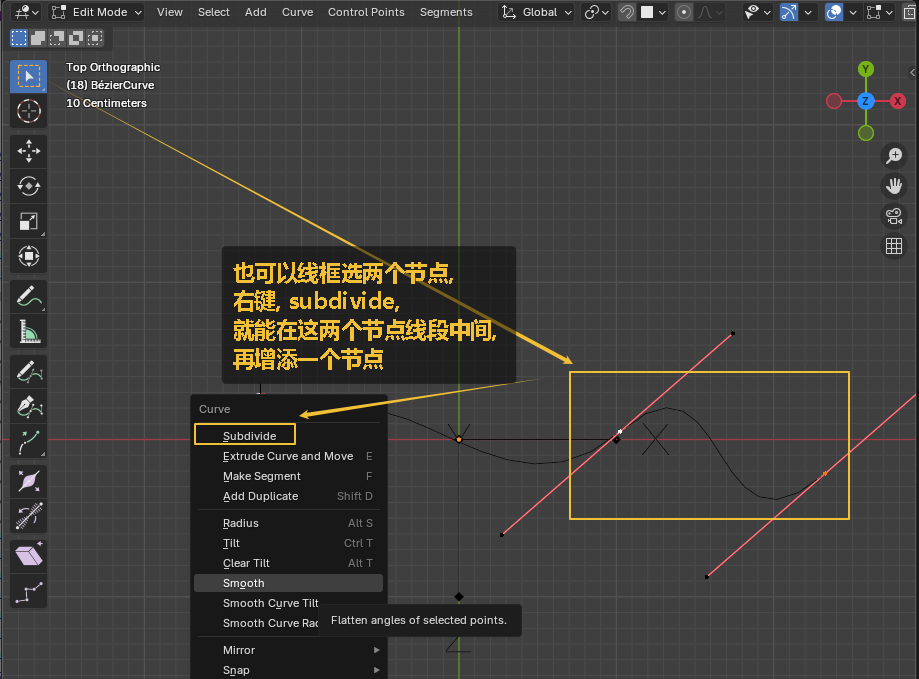 Edit Mode View Select Add Curve Control Points Segments Global
Top Orthographic
(18) BézierCurve
10 Centimeters
Y
Z
X
也可以线框选两个节点,
右键, subdivide,
就能在这两个节点线段中间,
再增添一个节点
Curve
Subdivide
Extrude Curve and Move E
Make Segment F
Add Duplicate Shift D
Radius Alt S
Tilt Ctrl T
Clear Tilt Alt T
Smooth
Smooth Curve Tilt
Smooth Curve Rad
Flatten angles of selected points.
Mirror
Snap